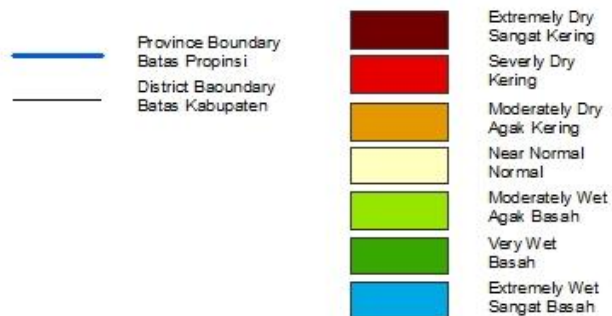 Province Boundary
Batas Propinsi
District Baoundary
Batas Kabupaten
Extremely Dry
Sangat Kering
Severly Dry
Kering
Moderately Dry
Agak Kering
Near Normal
Normal
Moderately Wet
Agak Basah
Very Wet
Basah
Extremely Wet
Sangat Basah